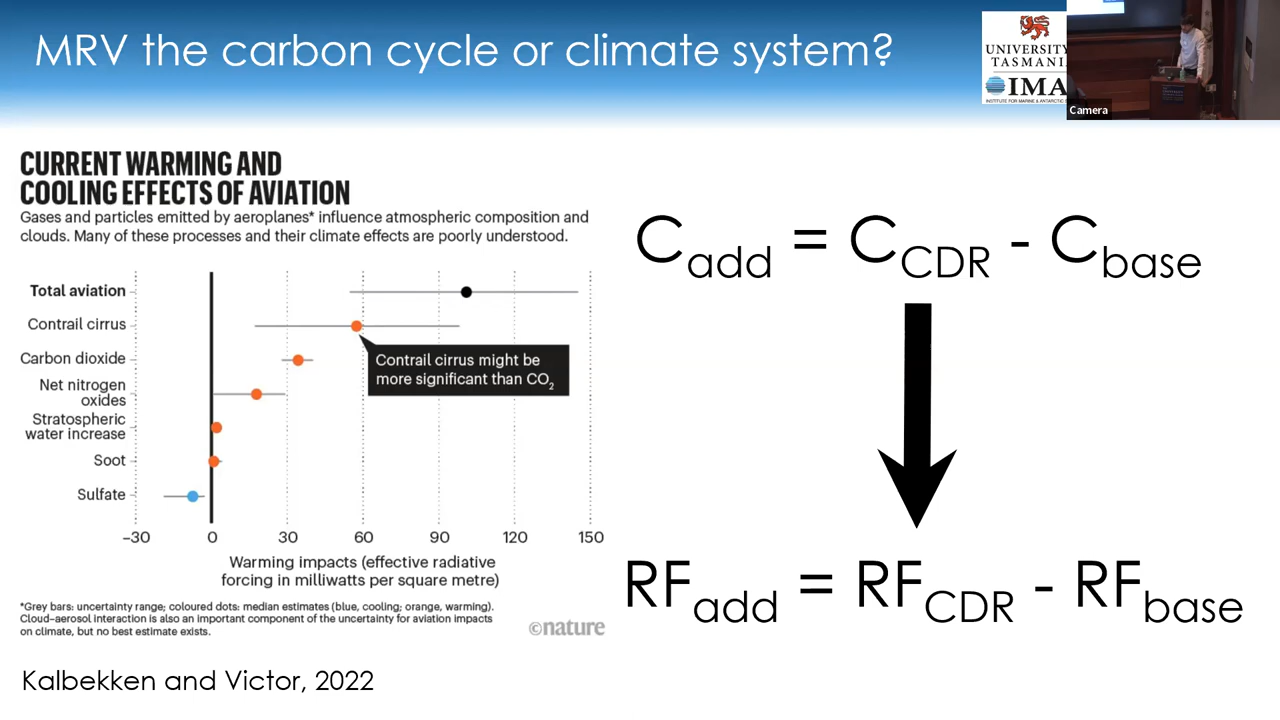 MRV the carbon cycle or climate system?
UNIVERSITY
TASMANI
IMA
INSTITUTE FOR MARINE & ANTARCTIC
Camera
CURRENT WARMING AND
COOLING EFFECTS OF AVIATION
Gases and particles emitted by aeroplanes* influence atmospheric composition and
clouds. Many of these processes and their climate effects are poorly understood.
Total aviation
Contrail cirrus
Carbon dioxide
Net nitrogen
oxides
Stratospheric
water increase
Soot
Sulfate
Contrail cirrus might be
more significant than CO2
–30 0 30 60 90 120 150
Warming impacts (effective radiative
forcing in milliwatts per square metre)
*Grey bars: uncertainty range; coloured dots: median estimates (blue, cooling; orange, warming).
Cloud–aerosol interaction is also an important component of the uncertainty for aviation impacts
on climate, but no best estimate exists.
©nature
Kalbekken and Victor, 2022
Cadd = CCDR - Cbase
RFadd = RFCDR - RFbase